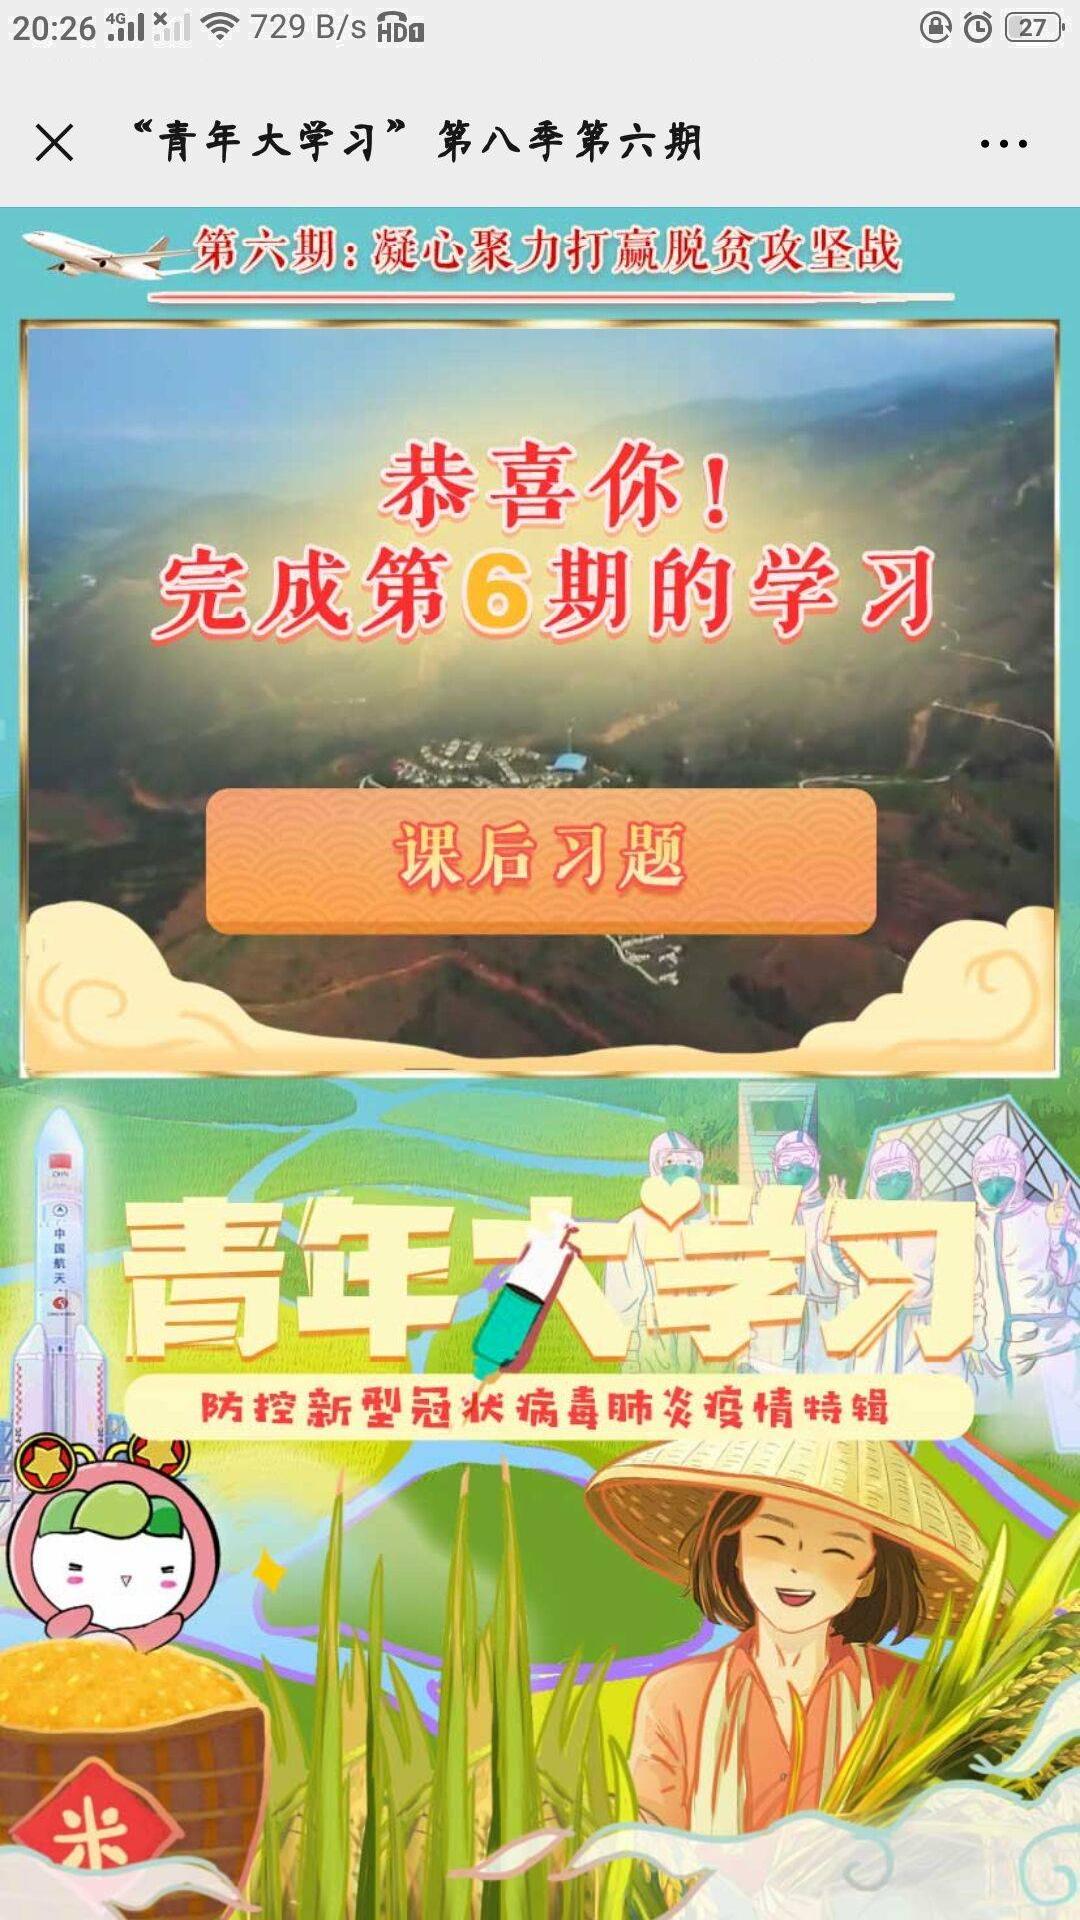 20:26 4G 729 B/s HD1 27
“青年大学习”第八季第六期
第六期:凝心聚力打赢脱贫攻坚战
恭喜你!
完成第6期的学习
课后习题
中国航天
青年大学习
防控新型冠状病毒肺炎疫情特辑
米